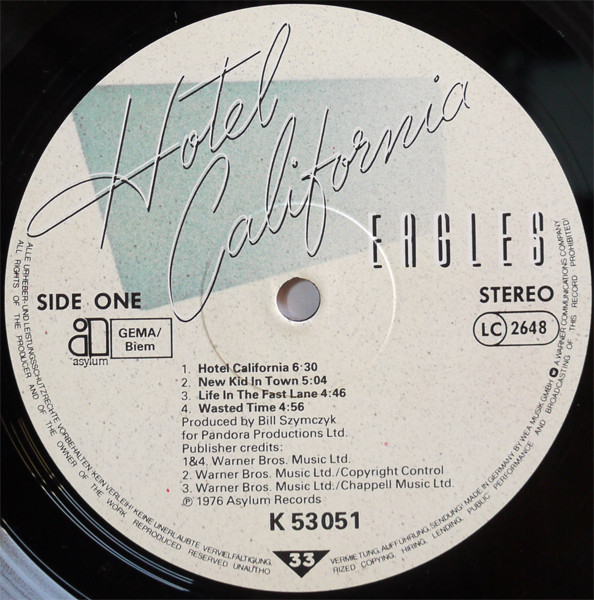 Hotel
California
EAGLES
SIDE ONE
STEREO
asylum
GEMA/
Biem
LC 2648
1. Hotel California 6·30
2. New Kid In Town 5:04
3. Life In The Fast Lane 4:46
4. Wasted Time 4:56
Produced by Bill Szymczyk
for Pandora Productions Ltd.
Publisher credits:
1&4. Warner Bros. Music Ltd.
2. Warner Bros. Music Ltd./Copyright Control
3. Warner Bros. Music Ltd./Chappell Music Ltd.
℗ 1976 Asylum Records
K 53051
33
ALLE URHEBER- UND LEISTUNGSSCHUTZRECHTE VORBEHALTEN. KEIN VERLEIH! KEINE UNERLAUBTE VERVIELFÄLTIGUNG,
VERMIETUNG, AUFFÜHRUNG, SENDUNG! MADE IN GERMANY BY WEA MUSIK GMBH A WARNER COMMUNICATIONS COMPANY
ALL RIGHTS OF THE PRODUCER AND OF THE OWNER OF THE WORK REPRODUCED RESERVED UNAUTHO
RIZED COPYING, HIRING, LENDING, PUBLIC PERFORMANCE AND BROADCASTING OF THIS RECORD PROHIBITED!